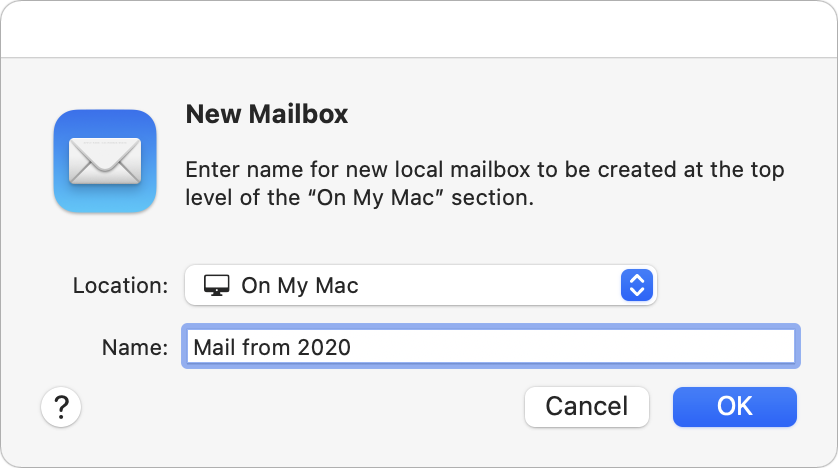 New Mailbox
Enter name for new local mailbox to be created at the top
level of the “On My Mac” section.
Location: On My Mac
Name: Mail from 2020
? Cancel OK